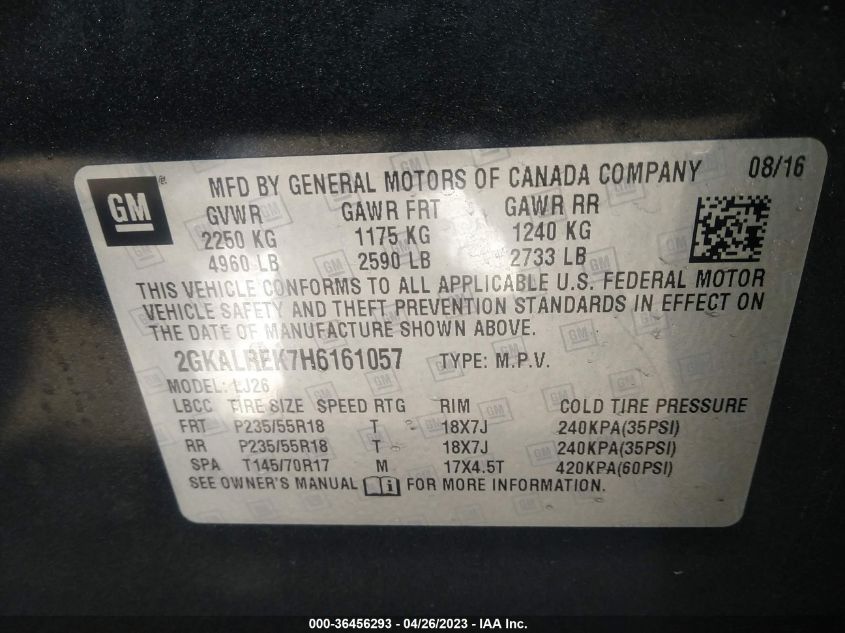 GM ® MFD BY GENERAL MOTORS OF CANADA COMPANY 08/16
GVWR GAWR FRT GAWR RR
2250 KG 1175 KG 1240 KG
4960 LB 2590 LB 2733 LB
THIS VEHICLE CONFORMS TO ALL APPLICABLE U.S. FEDERAL MOTOR
VEHICLE SAFETY AND THEFT PREVENTION STANDARDS IN EFFECT ON
THE DATE OF MANUFACTURE SHOWN ABOVE.
2GKALREK7H6161057 TYPE: M.P.V.
MODEL: LJ26
LBCC TIRE SIZE SPEED RTG RIM COLD TIRE PRESSURE
FRT P235/55R18 T 18X7J 240KPA(35PSI)
RR P235/55R18 T 18X7J 240KPA(35PSI)
SPA T145/70R17 M 17X4.5T 420KPA(60PSI)
SEE OWNER'S MANUAL FOR MORE INFORMATION.
000-36456293 - 04/26/2023 - IAA Inc.